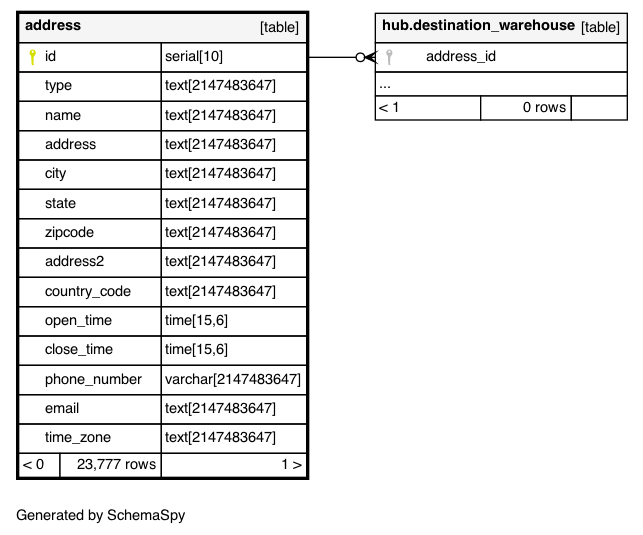 address [table]
id serial[10]
type text[2147483647]
name text[2147483647]
address text[2147483647]
city text[2147483647]
state text[2147483647]
zipcode text[2147483647]
address2 text[2147483647]
country_code text[2147483647]
open_time time[15,6]
close_time time[15,6]
phone_number varchar[2147483647]
email text[2147483647]
time_zone text[2147483647]
< 0 23,777 rows 1 >
hub.destination_warehouse [table]
address_id
...
< 1 0 rows
Generated by SchemaSpy